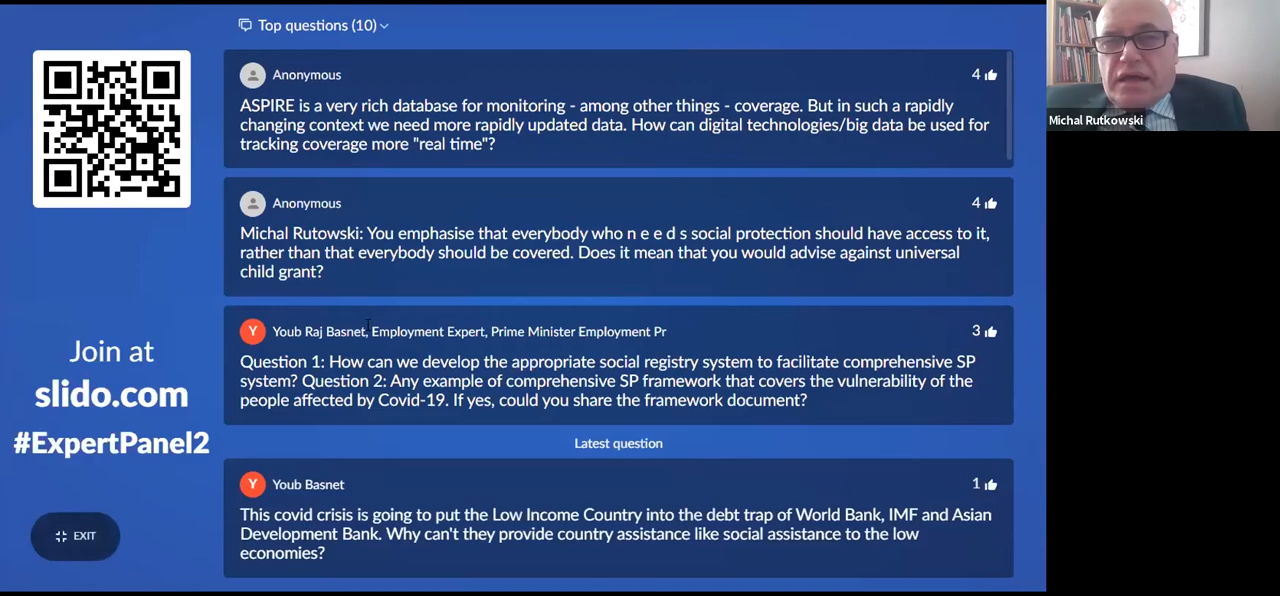 Top questions (10)
Anonymous
4
ASPIRE is a very rich database for monitoring - among other things - coverage. But in such a rapidly
changing context we need more rapidly updated data. How can digital technologies/big data be used for
tracking coverage more "real time"?
Anonymous
4
Michal Rutowski: You emphasise that everybody who n e e d s social protection should have access to it,
rather than that everybody should be covered. Does it mean that you would advise against universal
child grant?
Y
Youb Raj Basnet, Employment Expert, Prime Minister Employment Pr
3
Question 1: How can we develop the appropriate social registry system to facilitate comprehensive SP
system? Question 2: Any example of comprehensive SP framework that covers the vulnerability of the
people affected by Covid-19. If yes, could you share the framework document?
Latest question
Y
Youb Basnet
1
This covid crisis is going to put the Low Income Country into the debt trap of World Bank, IMF and Asian
Development Bank. Why can't they provide country assistance like social assistance to the low
economies?
Join at
slido.com
#ExpertPanel2
EXIT
Michal Rutkowski